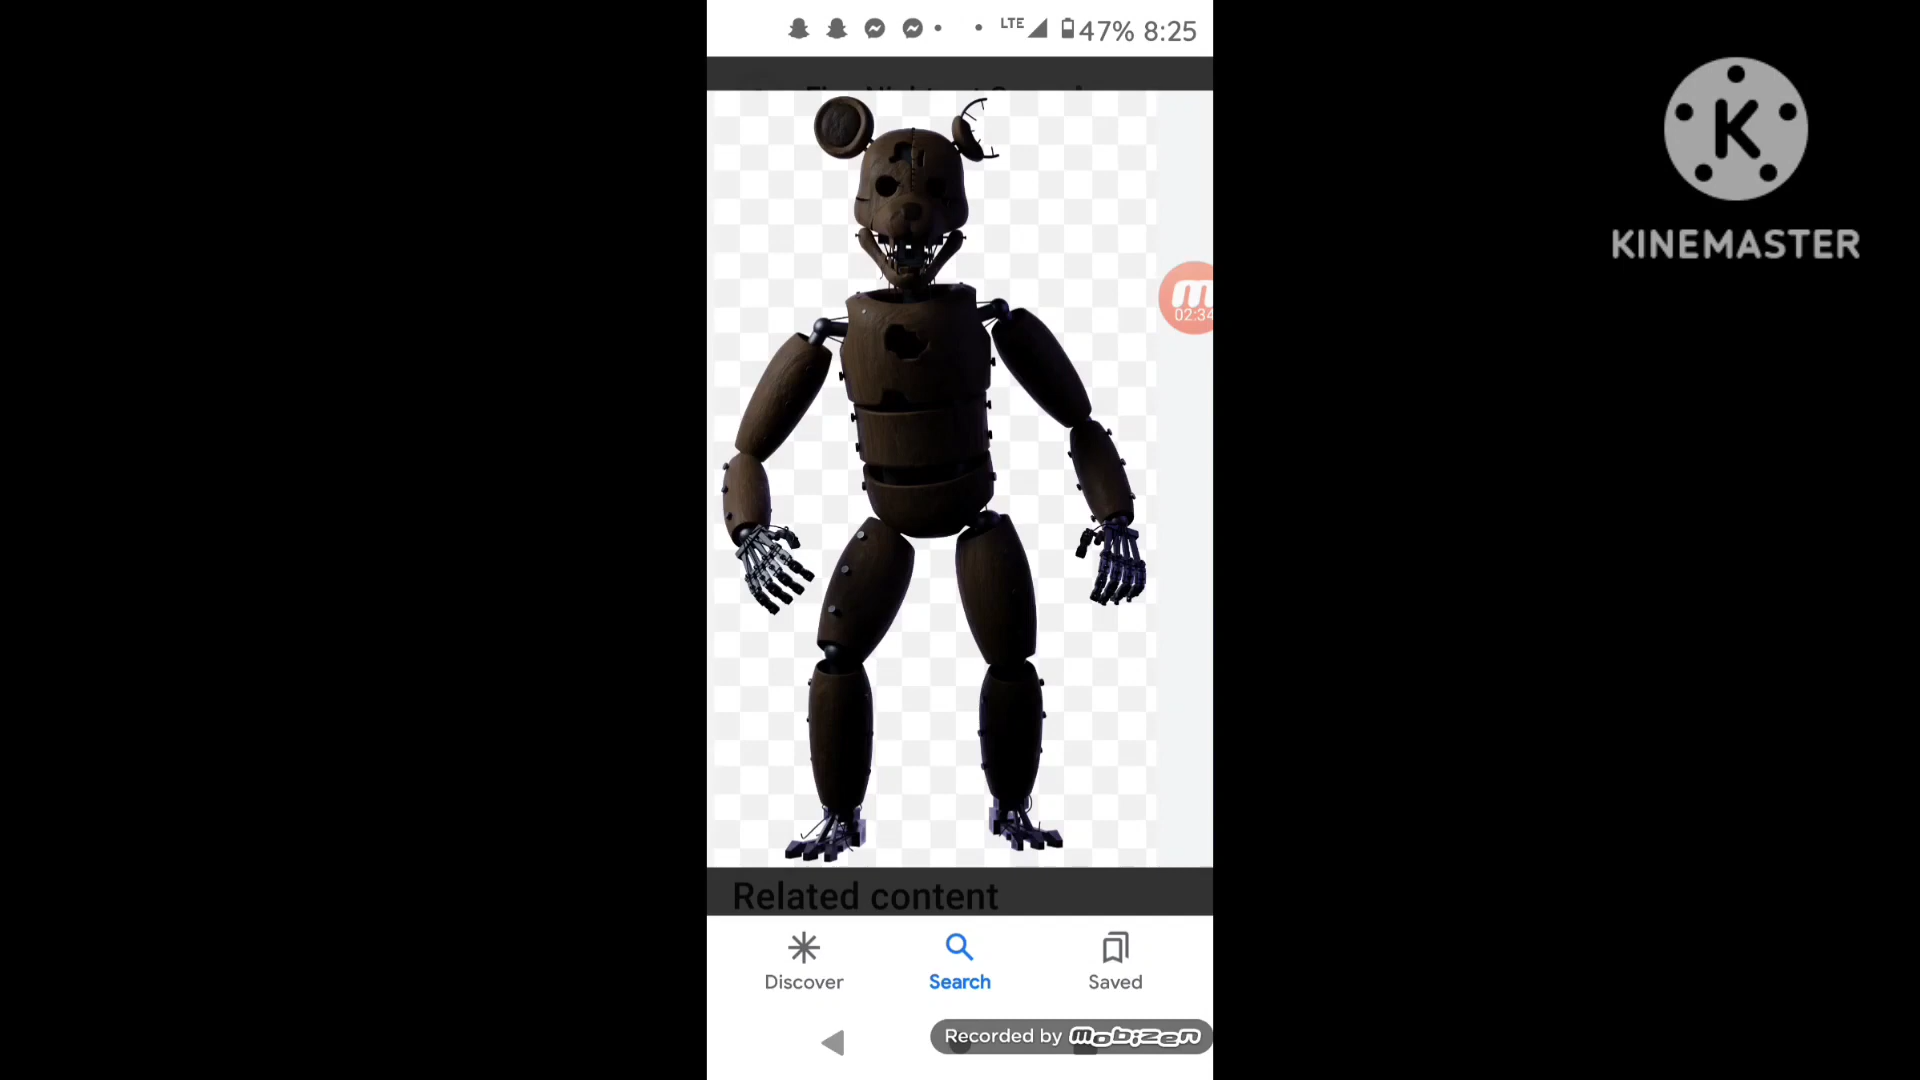 LTE 47% 8:25
K
KINEMASTER
m
02:34
Related content
Discover Search Saved
Recorded by mobizen